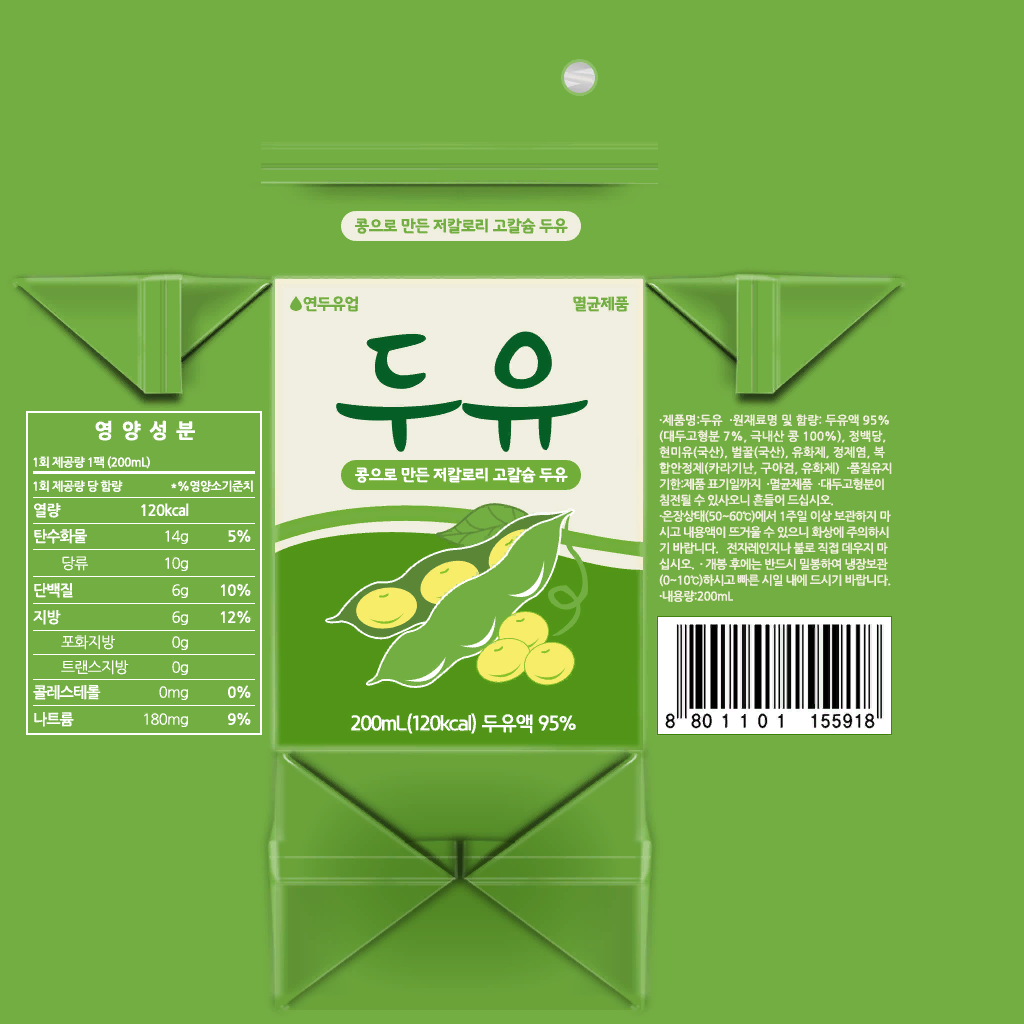 콩으로 만든 저칼로리 고칼슘 두유
연두유업
멸균제품
두유
콩으로 만든 저칼로리 고칼슘 두유
200mL(120kcal) 두유액 95%
영 양 성 분
1회 제공량 1팩 (200mL)
1회 제공량 당 함량 *%영양소기준치
열량 120kcal
탄수화물 14g 5%
당류 10g
단백질 6g 10%
지방 6g 12%
포화지방 0g
트랜스지방 0g
콜레스테롤 0mg 0%
나트륨 180mg 9%
·제품명:두유 ·원재료명 및 함량: 두유액 95%
(대두고형분 7%, 국내산 콩 100%), 정백당,
현미유(국산), 벌꿀(국산), 유화제, 정제염, 복
합안정제(카라기난, 구아검, 유화제) ·품질유지
기한:제품 표기일까지 ·멸균제품 ·대두고형분이
침전될 수 있사오니 흔들어 드십시오.
·온장상태(50~60℃)에서 1주일 이상 보관하지 마
시고 내용액이 뜨거울 수 있으니 화상에 주의하시
기 바랍니다. 전자레인지나 불로 직접 데우지 마
십시오. ·개봉 후에는 반드시 밀봉하여 냉장보관
(0~10℃)하시고 빠른 시일 내에 드시기 바랍니다.
·내용량:200mL
8 801101 155918